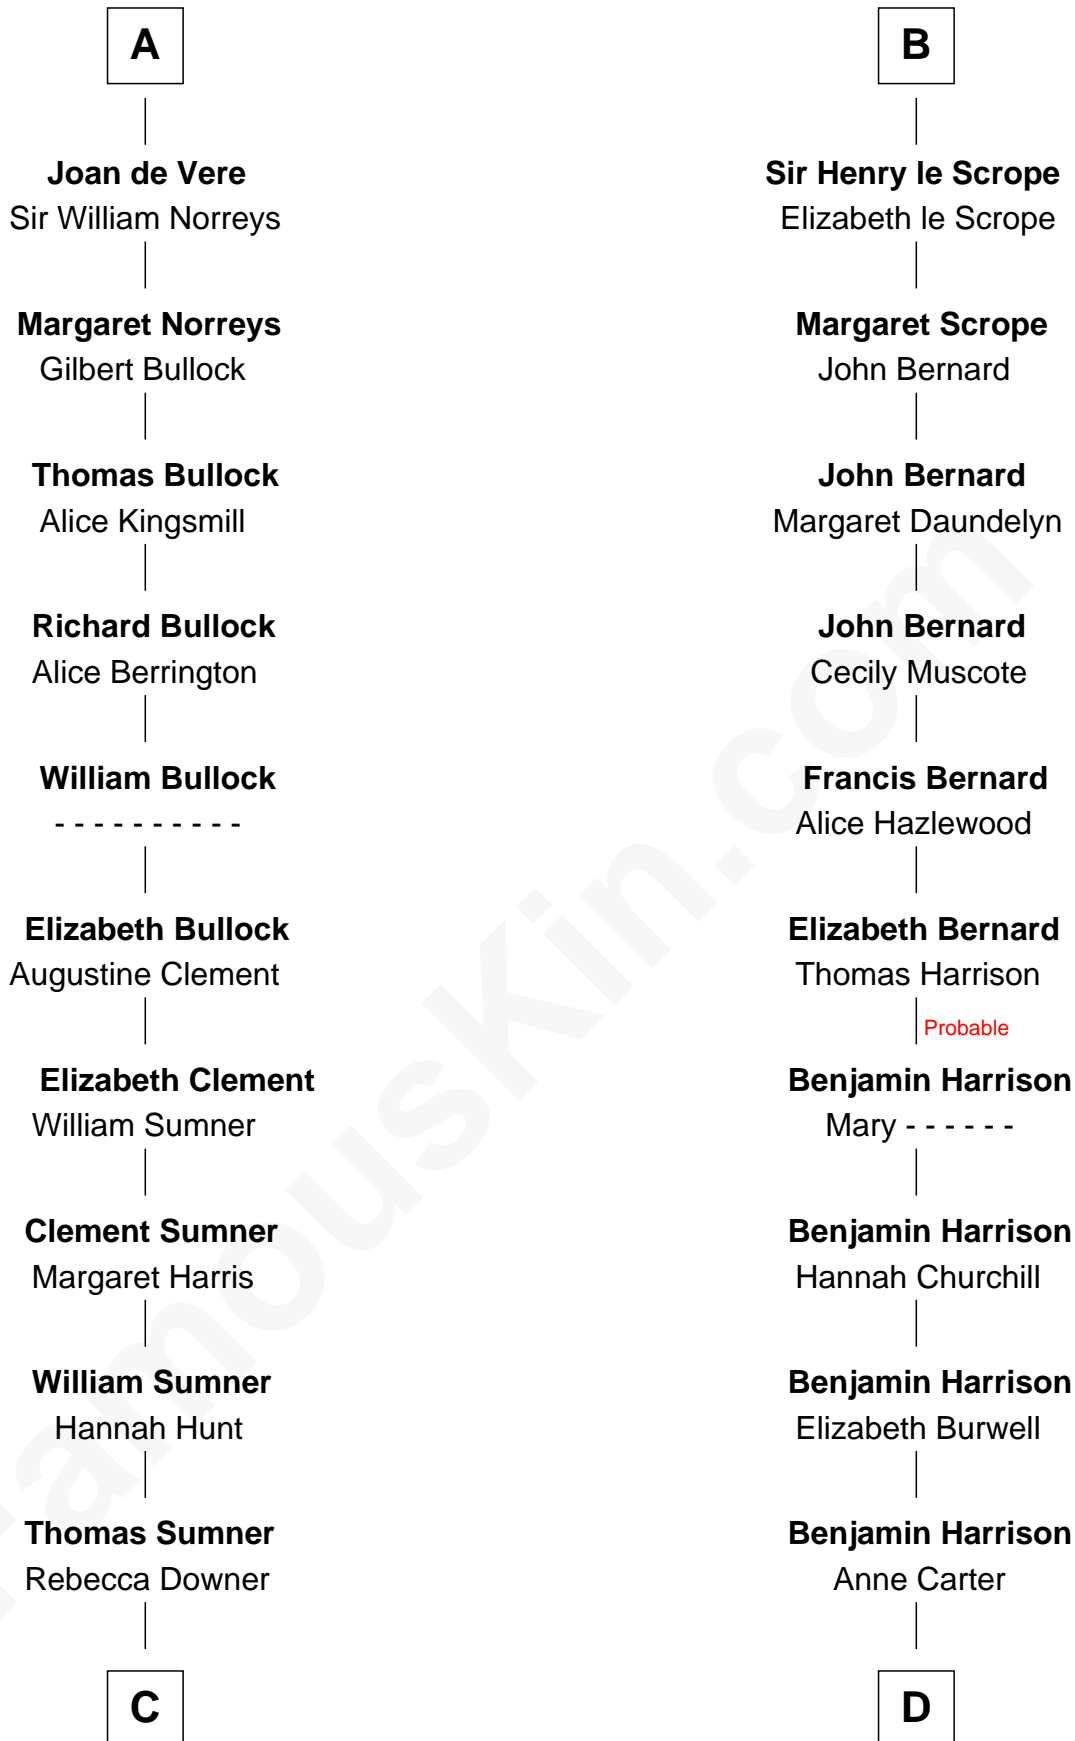 A
Joan de Vere
Sir William Norreys
Margaret Norreys
Gilbert Bullock
Thomas Bullock
Alice Kingsmill
Richard Bullock
Alice Berrington
William Bullock
- - - - - - - - - -
Elizabeth Bullock
Augustine Clement
Elizabeth Clement
William Sumner
Clement Sumner
Margaret Harris
William Sumner
Hannah Hunt
Thomas Sumner
Rebecca Downer
C
B
Sir Henry le Scrope
Elizabeth le Scrope
Margaret Scrope
John Bernard
John Bernard
Margaret Daundelyn
John Bernard
Cecily Muscote
Francis Bernard
Alice Hazlewood
Elizabeth Bernard
Thomas Harrison
Probable
Benjamin Harrison
Mary - - - - - -
Benjamin Harrison
Hannah Churchill
Benjamin Harrison
Elizabeth Burwell
Benjamin Harrison
Anne Carter
D
FamousKin.com